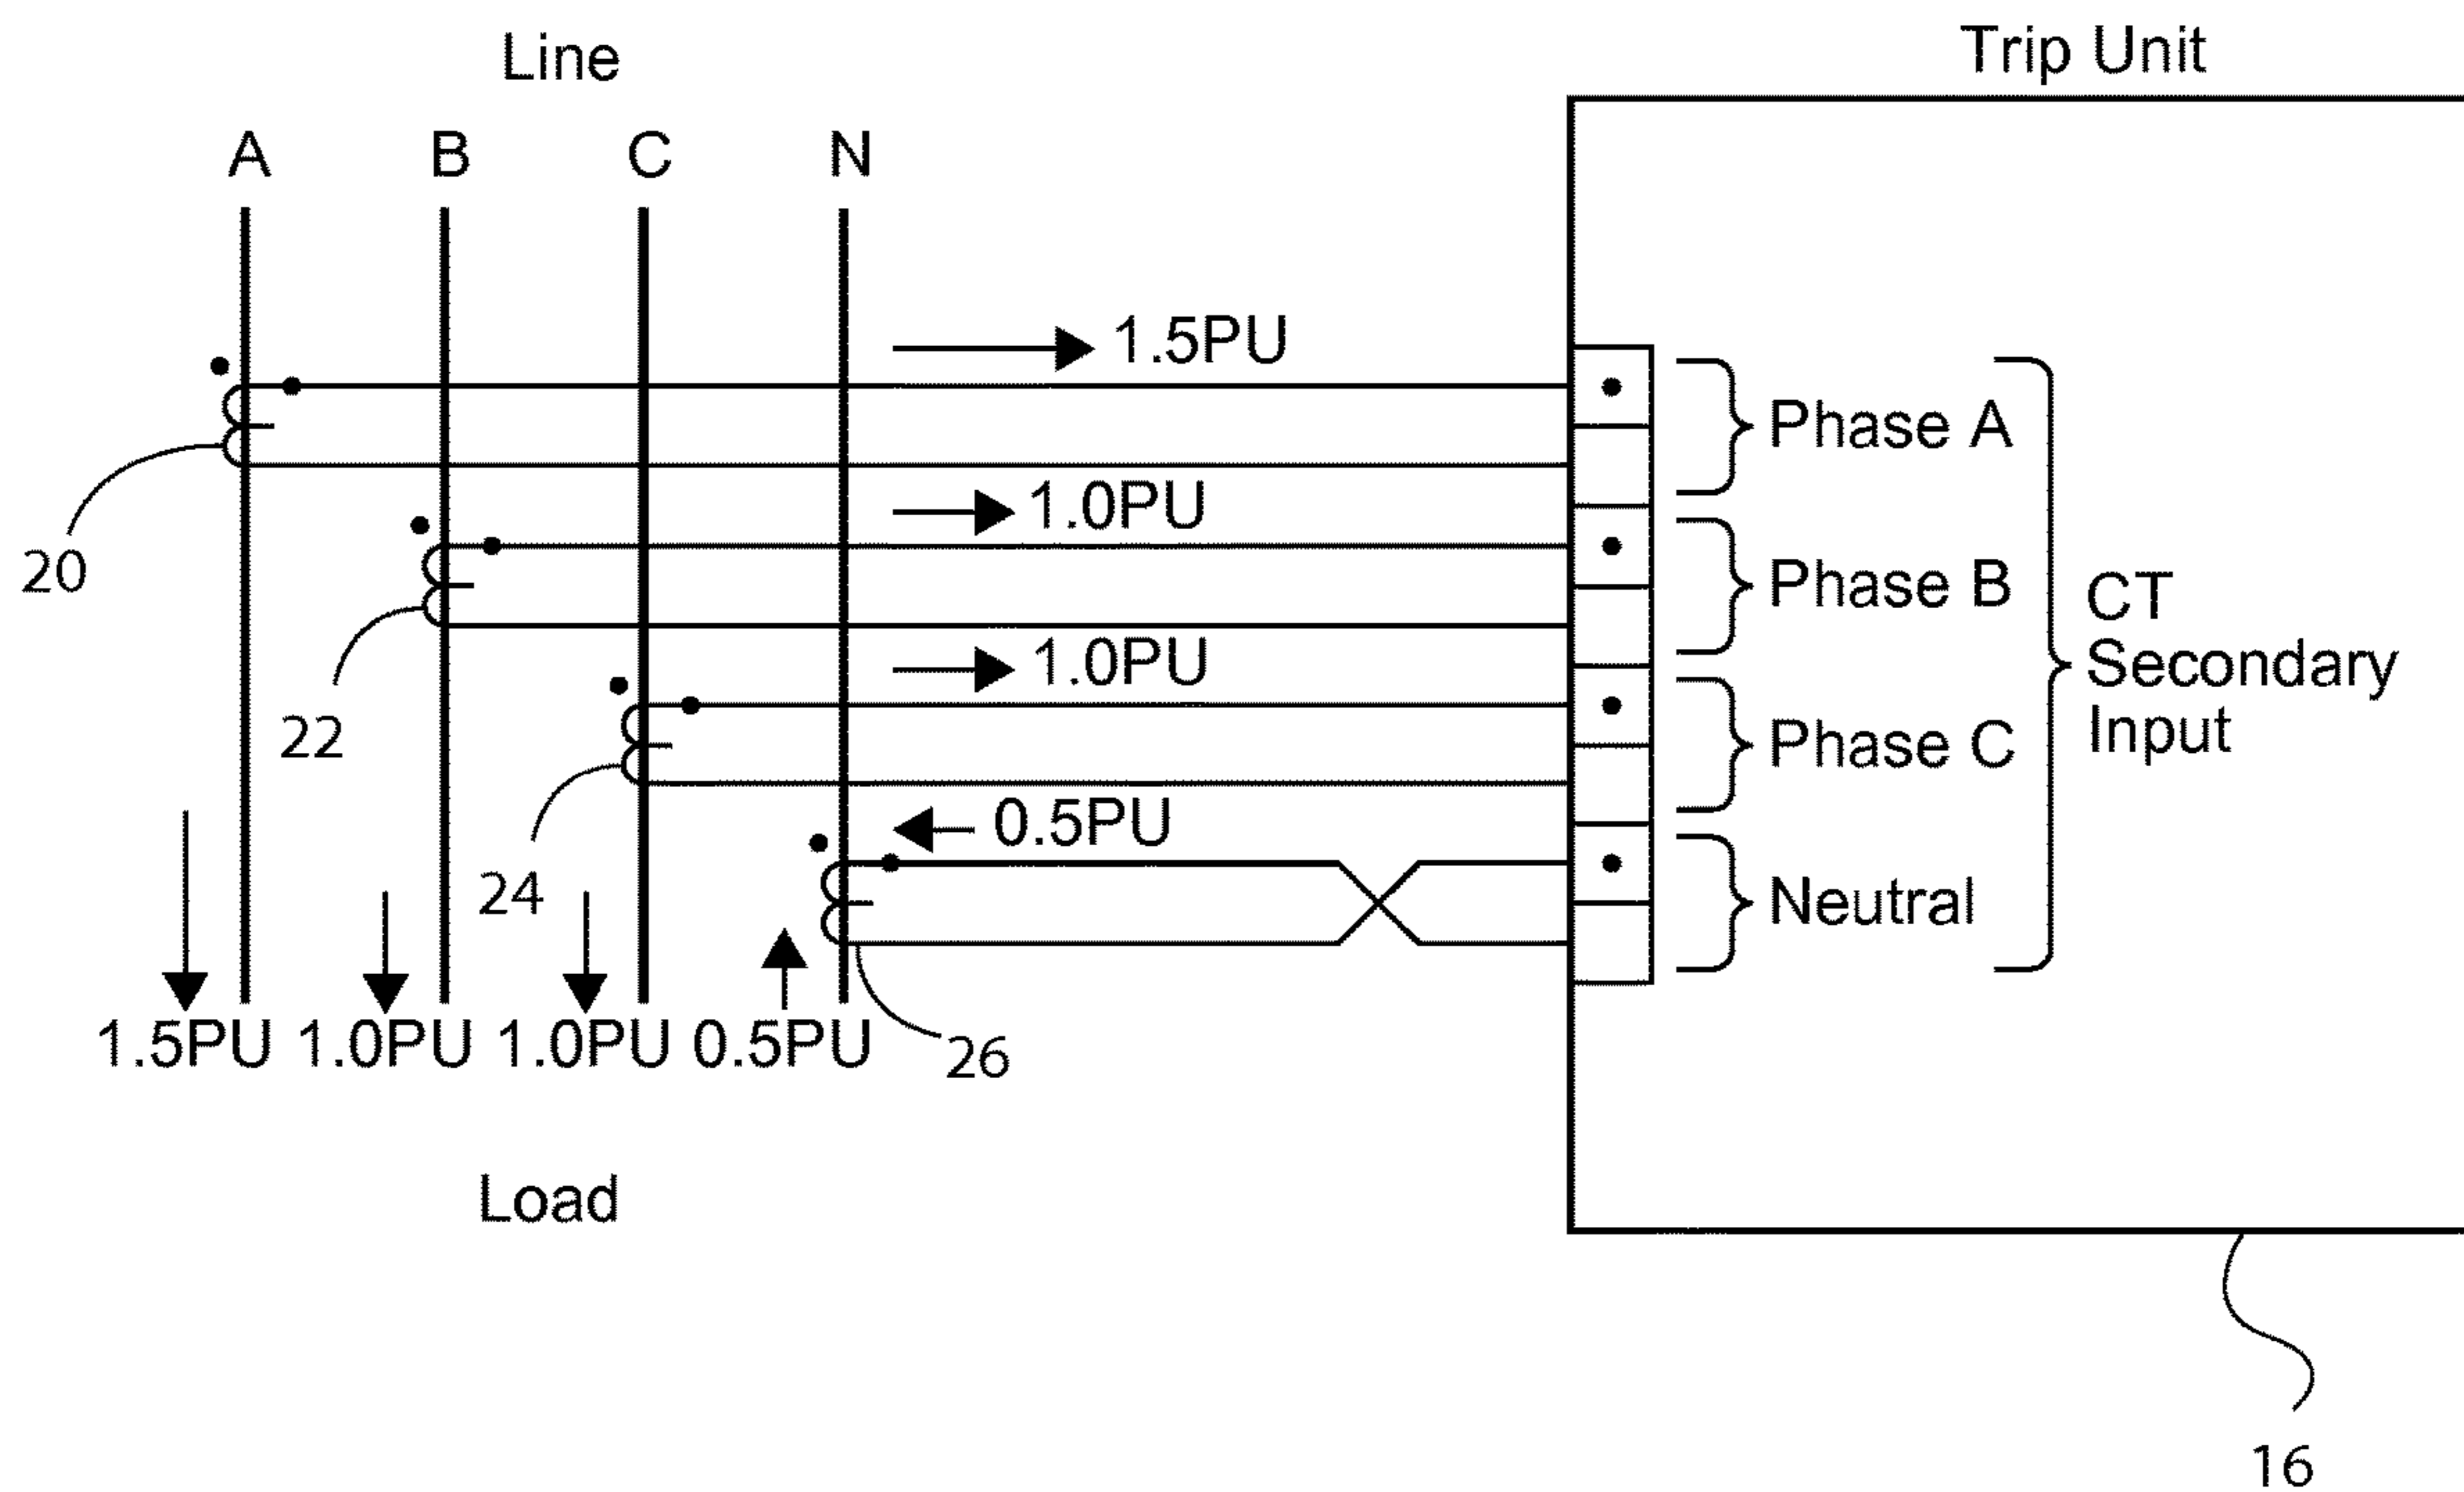 Line
Trip Unit
A B C N
1.5PU
Phase A
1.0PU
20
Phase B
CT
Secondary
Input
1.0PU
22
Phase C
0.5PU
24
Neutral
1.5PU 1.0PU 1.0PU 0.5PU
26
Load
16